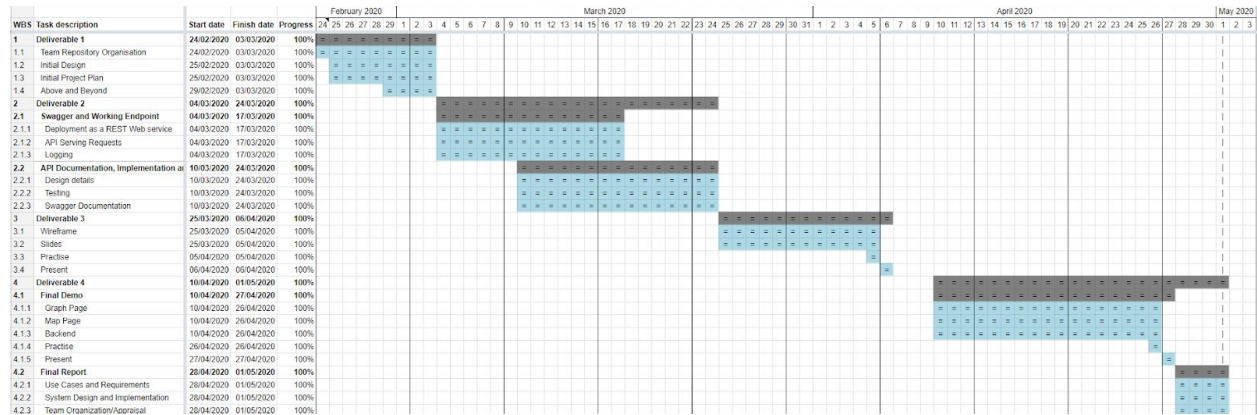 February 2020 March 2020 April 2020 May 2020
WBS Task description Start date Finish date Progress 24 25 26 27 28 29 1 2 3 4 5 6 7 8 9 10 11 12 13 14 15 16 17 18 19 20 21 22 23 24 25 26 27 28 29 30 31 1 2 3 4 5 6 7 8 9 10 11 12 13 14 15 16 17 18 19 20 21 22 23 24 25 26 27 28 29 30 1 2 3
1 Deliverable 1 24/02/2020 03/03/2020 100% = = = = = = = = =
1.1 Team Repository Organisation 24/02/2020 03/03/2020 100% = = = = = = = = =
1.2 Initial Design 25/02/2020 03/03/2020 100% = = = = = = = =
1.3 Initial Project Plan 25/02/2020 03/03/2020 100% = = = = = = = =
1.4 Above and Beyond 29/02/2020 03/03/2020 100% = = = =
2 Deliverable 2 04/03/2020 24/03/2020 100% = = = = = = = = = = = = = = = = = = = = =
2.1 Swagger and Working Endpoint 04/03/2020 17/03/2020 100% = = = = = = = = = = = = = =
2.1.1 Deployment as a REST Web service 04/03/2020 17/03/2020 100% = = = = = = = = = = = = = =
2.1.2 API Serving Requests 04/03/2020 17/03/2020 100% = = = = = = = = = = = = = =
2.1.3 Logging 04/03/2020 17/03/2020 100% = = = = = = = = = = = = = =
2.2 API Documentation, Implementation ar 10/03/2020 24/03/2020 100% = = = = = = = = = = = = = = =
2.2.1 Design details 10/03/2020 24/03/2020 100% = = = = = = = = = = = = = = =
2.2.2 Testing 10/03/2020 24/03/2020 100% = = = = = = = = = = = = = = =
2.2.3 Swagger Documentation 10/03/2020 24/03/2020 100% = = = = = = = = = = = = = = =
3 Deliverable 3 25/03/2020 06/04/2020 100% = = = = = = = = = = = = =
3.1 Wireframe 25/03/2020 05/04/2020 100% = = = = = = = = = = = =
3.2 Slides 25/03/2020 05/04/2020 100% = = = = = = = = = = = =
3.3 Practise 05/04/2020 05/04/2020 100% =
3.4 Present 06/04/2020 06/04/2020 100% =
4 Deliverable 4 10/04/2020 01/05/2020 100% = = = = = = = = = = = = = = = = = = = = = =
4.1 Final Demo 10/04/2020 27/04/2020 100% = = = = = = = = = = = = = = = = = =
4.1.1 Graph Page 10/04/2020 26/04/2020 100% = = = = = = = = = = = = = = = = =
4.1.2 Map Page 10/04/2020 26/04/2020 100% = = = = = = = = = = = = = = = = =
4.1.3 Backend 10/04/2020 26/04/2020 100% = = = = = = = = = = = = = = = = =
4.1.4 Practise 26/04/2020 26/04/2020 100% =
4.1.5 Present 27/04/2020 27/04/2020 100% =
4.2 Final Report 28/04/2020 01/05/2020 100% = = = =
4.2.1 Use Cases and Requirements 28/04/2020 01/05/2020 100% = = = =
4.2.2 System Design and Implementation 28/04/2020 01/05/2020 100% = = = =
4.2.3 Team Organization/Appraisal 28/04/2020 01/05/2020 100% = = = =